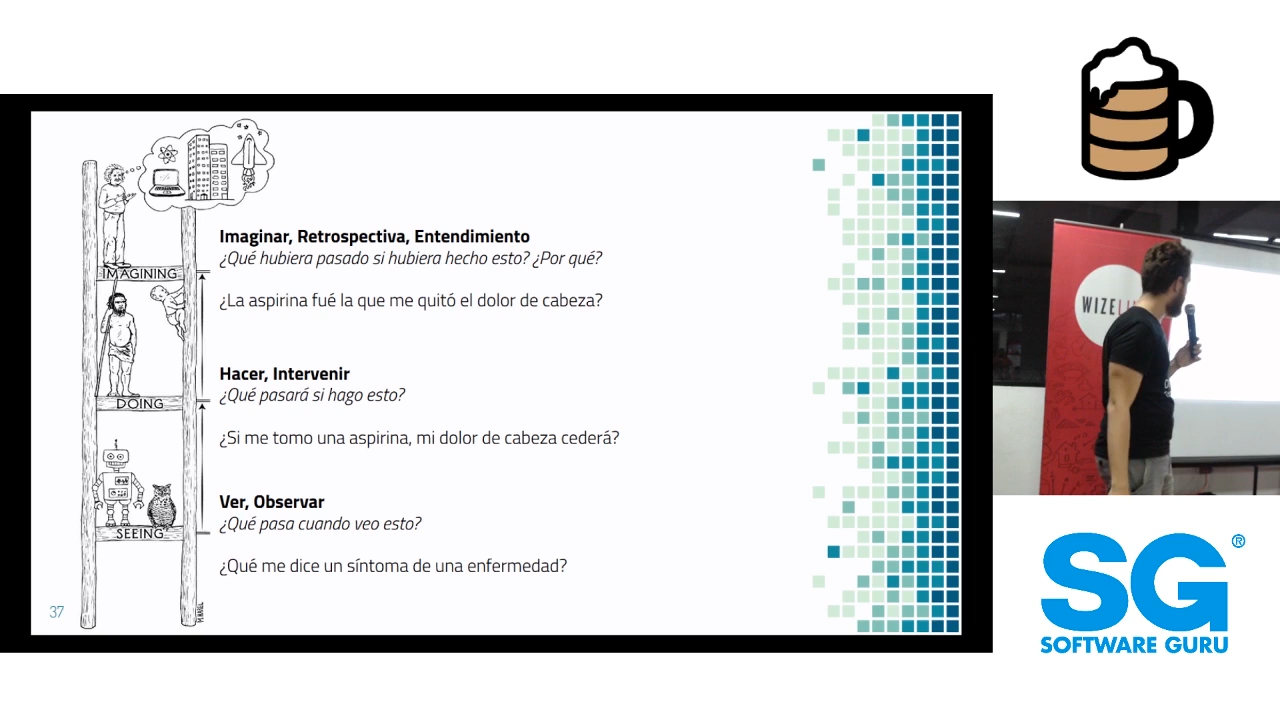 IMAGINING
Imaginar, Retrospectiva, Entendimiento
¿Qué hubiera pasado si hubiera hecho esto? ¿Por qué?
¿La aspirina fué la que me quitó el dolor de cabeza?
DOING
Hacer, Intervenir
¿Qué pasará si hago esto?
¿Si me tomo una aspirina, mi dolor de cabeza cederá?
SEEING
Ver, Observar
¿Qué pasa cuando veo esto?
¿Qué me dice un síntoma de una enfermedad?
37
SG®
SOFTWARE GURU